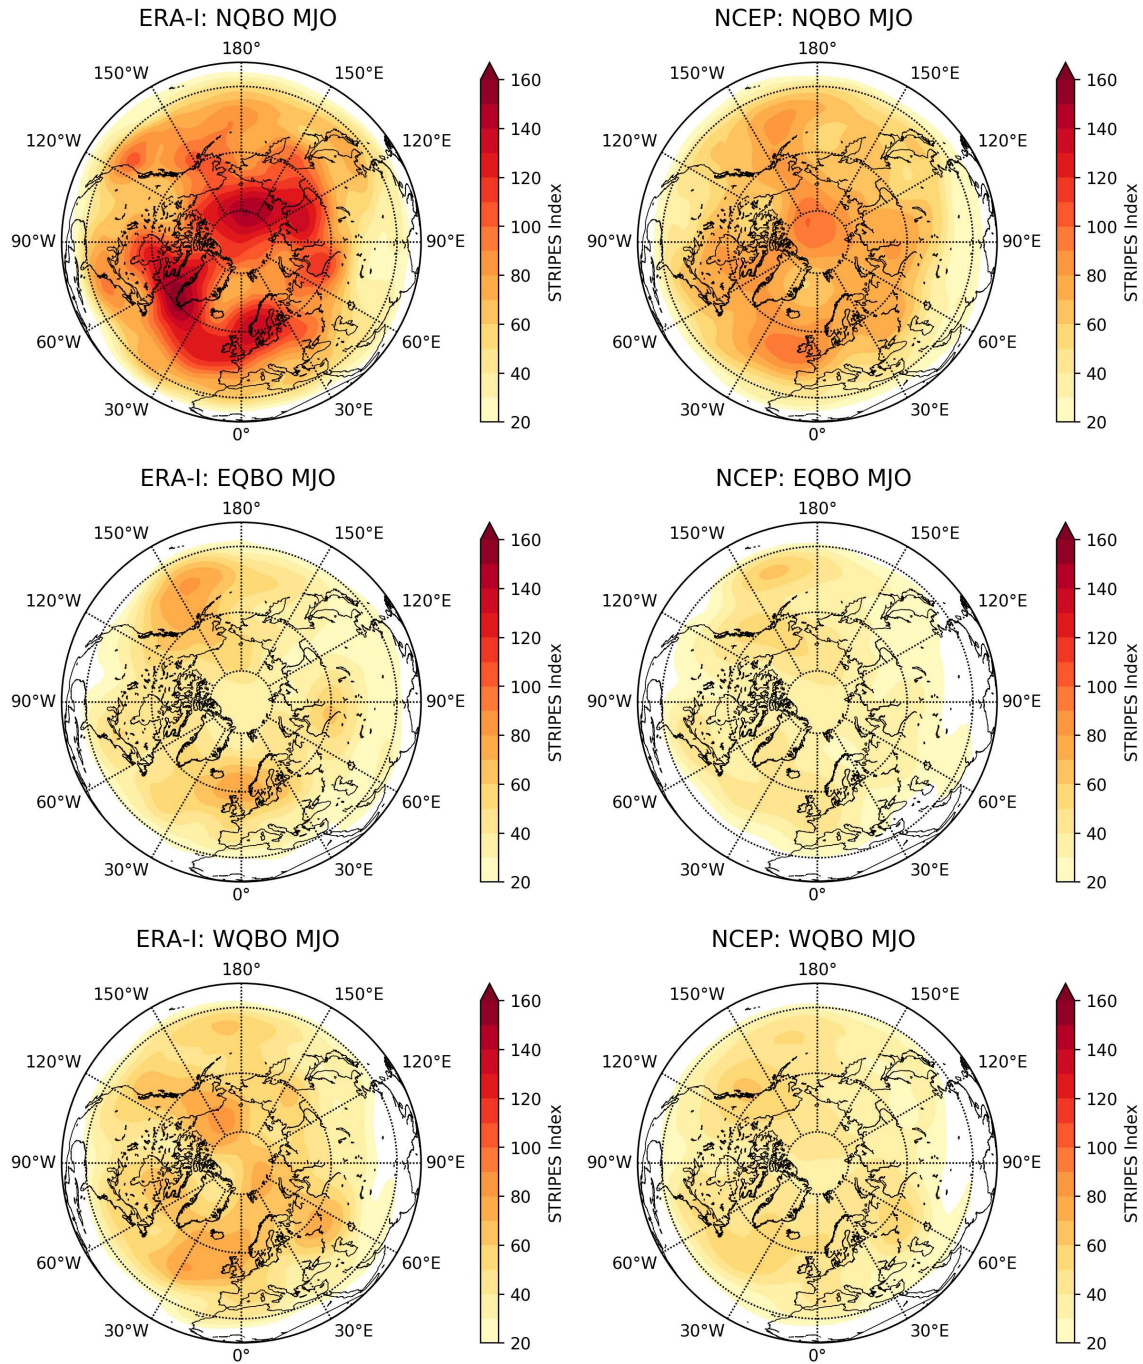 ERA-I: NQBO MJO
NCEP: NQBO MJO
180°
150°W
150°E
120°W
120°E
90°W
90°E
60°W
60°E
30°W
30°E
0°
160
140
120
100
80
60
40
20
STRIPES Index
180°
150°W
150°E
120°W
120°E
90°W
90°E
60°W
60°E
30°W
30°E
0°
160
140
120
100
80
60
40
20
STRIPES Index
ERA-I: EQBO MJO
NCEP: EQBO MJO
180°
150°W
150°E
120°W
120°E
90°W
90°E
60°W
60°E
30°W
30°E
0°
160
140
120
100
80
60
40
20
STRIPES Index
180°
150°W
150°E
120°W
120°E
90°W
90°E
60°W
60°E
30°W
30°E
0°
160
140
120
100
80
60
40
20
STRIPES Index
ERA-I: WQBO MJO
NCEP: WQBO MJO
180°
150°W
150°E
120°W
120°E
90°W
90°E
60°W
60°E
30°W
30°E
0°
160
140
120
100
80
60
40
20
STRIPES Index
180°
150°W
150°E
120°W
120°E
90°W
90°E
60°W
60°E
30°W
30°E
0°
160
140
120
100
80
60
40
20
STRIPES Index